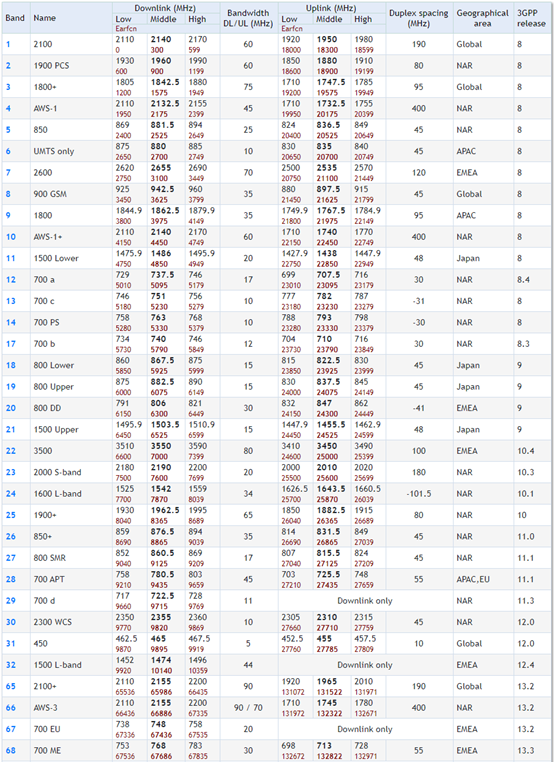 Band Name Downlink (MHz) Bandwidth DL/UL (MHz) Uplink (MHz) Duplex spacing (MHz) Geographical area 3GPP release
Low Middle High Low Middle High
Earfcn Earfcn
1 2100 2110 2140 2170 60 1920 1950 1980 190 Global 8
0 300 599 18000 18300 18599
2 1900 PCS 1930 1960 1990 60 1850 1880 1910 80 NAR 8
600 900 1199 18600 18900 19199
3 1800+ 1805 1842.5 1880 75 1710 1747.5 1785 95 Global 8
1200 1575 1949 19200 19575 19949
4 AWS-1 2110 2132.5 2155 45 1710 1732.5 1755 400 NAR 8
1950 2175 2399 19950 20175 20399
5 850 869 881.5 894 25 824 836.5 849 45 NAR 8
2400 2525 2649 20400 20525 20649
6 UMTS only 875 880 885 10 830 835 840 45 APAC 8
2650 2700 2749 20650 20700 20749
7 2600 2620 2655 2690 70 2500 2535 2570 120 EMEA 8
2750 3100 3449 20750 21100 21449
8 900 GSM 925 942.5 960 35 880 897.5 915 45 Global 8
3450 3625 3799 21450 21625 21799
9 1800 1844.9 1862.5 1879.9 35 1749.9 1767.5 1784.9 95 APAC 8
3800 3975 4149 21800 21975 22149
10 AWS-1+ 2110 2140 2170 60 1710 1740 1770 400 NAR 8
4150 4450 4749 22150 22450 22749
11 1500 Lower 1475.9 1486 1495.9 20 1427.9 1438 1447.9 48 Japan 8
4750 4850 4949 22750 22850 22949
12 700 a 729 737.5 746 17 699 707.5 716 30 NAR 8.4
5010 5095 5179 23010 23095 23179
13 700 c 746 751 756 10 777 782 787 -31 NAR 8
5180 5230 5279 23180 23230 23279
14 700 PS 758 763 768 10 788 793 798 -30 NAR 8
5280 5330 5379 23280 23330 23379
17 700 b 734 740 746 12 704 710 716 30 NAR 8.3
5730 5790 5849 23730 23790 23849
18 800 Lower 860 867.5 875 15 815 822.5 830 45 Japan 9
5850 5925 5999 23850 23925 23999
19 800 Upper 875 882.5 890 15 830 837.5 845 45 Japan 9
6000 6075 6149 24000 24075 24149
20 800 DD 791 806 821 30 832 847 862 -41 EMEA 9
6150 6300 6449 24150 24300 24449
21 1500 Upper 1495.9 1503.5 1510.9 15 1447.9 1455.5 1462.9 48 Japan 9
6450 6525 6599 24450 24525 24599
22 3500 3510 3550 3590 80 3410 3450 3490 100 EMEA 10.4
6600 7000 7399 24600 25000 25399
23 2000 S-band 2180 2190 2200 20 2000 2010 2020 180 NAR 10.3
7500 7600 7699 25500 25600 25699
24 1600 L-band 1525 1542 1559 34 1626.5 1643.5 1660.5 -101.5 NAR 10.1
7700 7870 8039 25700 25870 26039
25 1900+ 1930 1962.5 1995 65 1850 1882.5 1915 80 NAR 10
8040 8365 8689 26040 26365 26689
26 850+ 859 876.5 894 35 814 831.5 849 45 NAR 11.0
8690 8865 9039 26690 26865 27039
27 800 SMR 852 860.5 869 17 807 815.5 824 45 NAR 11.1
9040 9125 9209 27040 27125 27209
28 700 APT 758 780.5 803 45 703 725.5 748 55 APAC,EU 11.1
9210 9435 9659 27210 27435 27659
29 700 d 717 722.5 728 11 Downlink only NAR 11.3
9660 9715 9769
30 2300 WCS 2350 2355 2360 10 2305 2310 2315 45 NAR 12.0
9770 9820 9869 27660 27710 27759
31 450 462.5 465 467.5 5 452.5 455 457.5 10 Global 12.0
9870 9895 9919 27760 27785 27809
32 1500 L-band 1452 1474 1496 44 Downlink only EMEA 12.4
9920 10140 10359
65 2100+ 2110 2155 2200 90 1920 1965 2010 190 Global 13.2
65536 65986 66435 131072 131522 131971
66 AWS-3 2110 2155 2200 90 / 70 1710 1745 1780 400 NAR 13.2
66436 66886 67335 131972 132322 132671
67 700 EU 738 748 758 20 Downlink only EMEA 13.2
67336 67436 67535
68 700 ME 753 768 783 30 698 713 728 55 EMEA 13.3
67536 67686 67835 132672 132822 132971